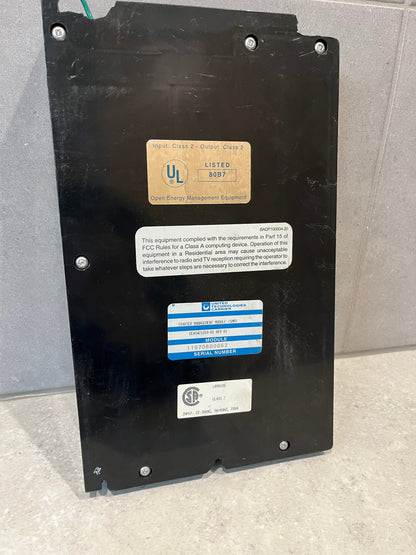 Input: Class 2 - Output: Class 2
UL
LISTED
80B7
Open Energy Management Equipment
This equipment complied with the requirements in Part 15 of
FCC Rules for a Class A computing device. Operation of this
equipment in a Residential area may cause unacceptable
interference to radio and TV reception requiring the operator to
take whatever steps are necessary to correct the interference.
UNITED
TECHNOLOGIES
CARRIER
MODULE
SERIAL NUMBER
CLASS 2